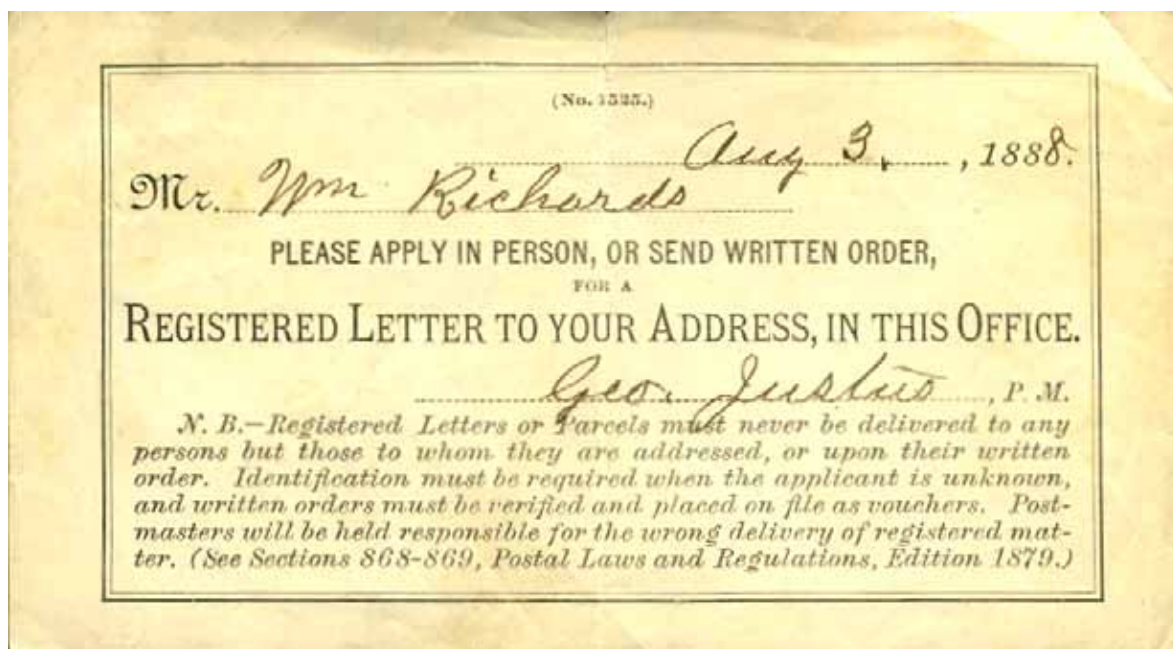 (No. 1525.)
Aug 3, , 1888.
Mr. Wm Richards
PLEASE APPLY IN PERSON, OR SEND WRITTEN ORDER,
FOR A
REGISTERED LETTER TO YOUR ADDRESS, IN THIS OFFICE.
Geo. Justus , P. M.
N. B.—Registered Letters or Parcels must never be delivered to any
persons but those to whom they are addressed, or upon their written
order. Identification must be required when the applicant is unknown,
and written orders must be verified and placed on file as vouchers. Post-
masters will be held responsible for the wrong delivery of registered mat-
ter. (See Sections 868-869, Postal Laws and Regulations, Edition 1879.)